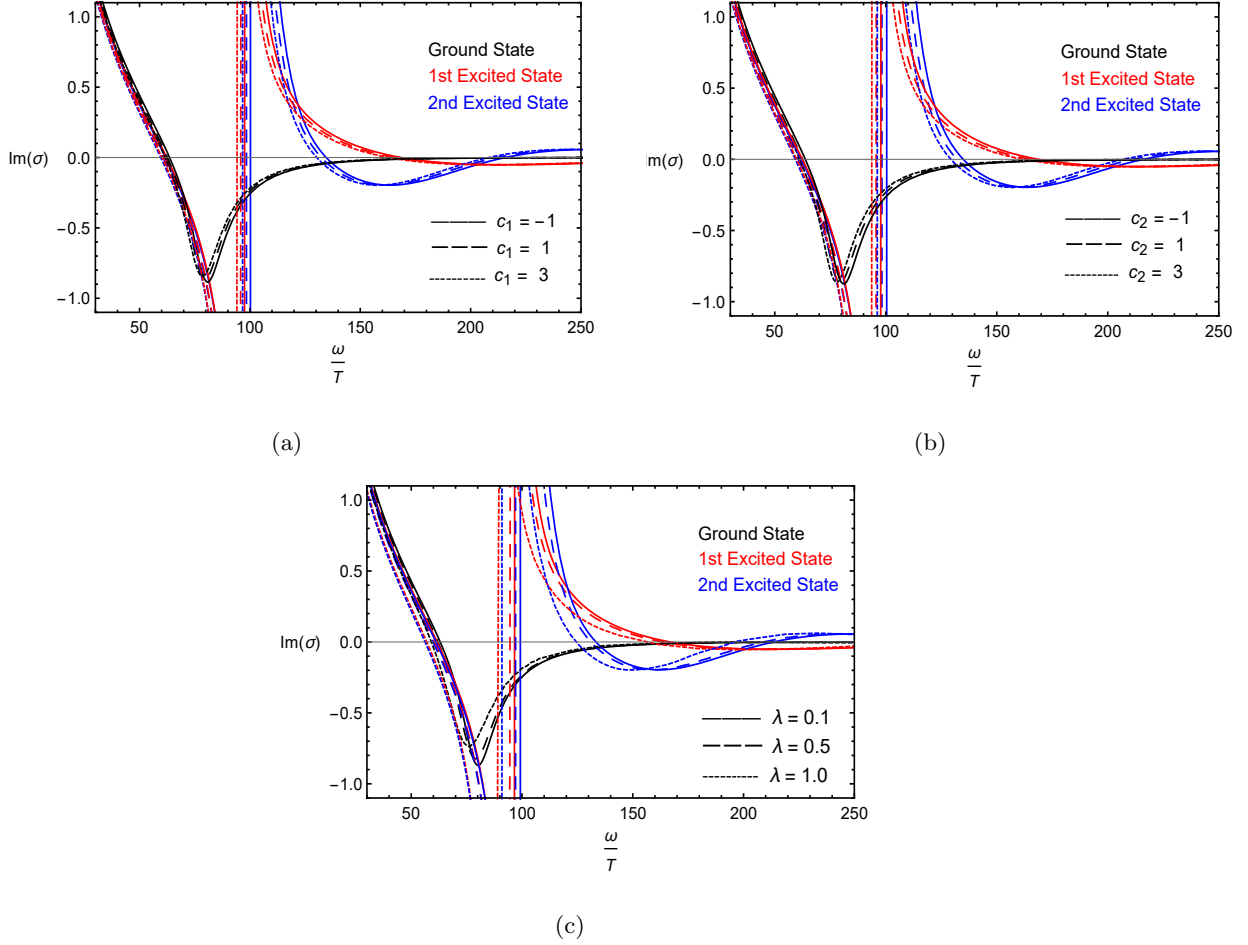 1.0
0.5
0.0
−0.5
−1.0
Im(σ)
Ground State
1st Excited State
2nd Excited State
c₁ = −1
c₁ = 1
c₁ = 3
50 100 150 200 250
ω
T
(a)
1.0
0.5
0.0
−0.5
−1.0
m(σ)
Ground State
1st Excited State
2nd Excited State
c₂ = −1
c₂ = 1
c₂ = 3
50 100 150 200 250
ω
T
(b)
1.0
0.5
0.0
−0.5
−1.0
Im(σ)
Ground State
1st Excited State
2nd Excited State
λ = 0.1
λ = 0.5
λ = 1.0
50 100 150 200 250
ω
T
(c)